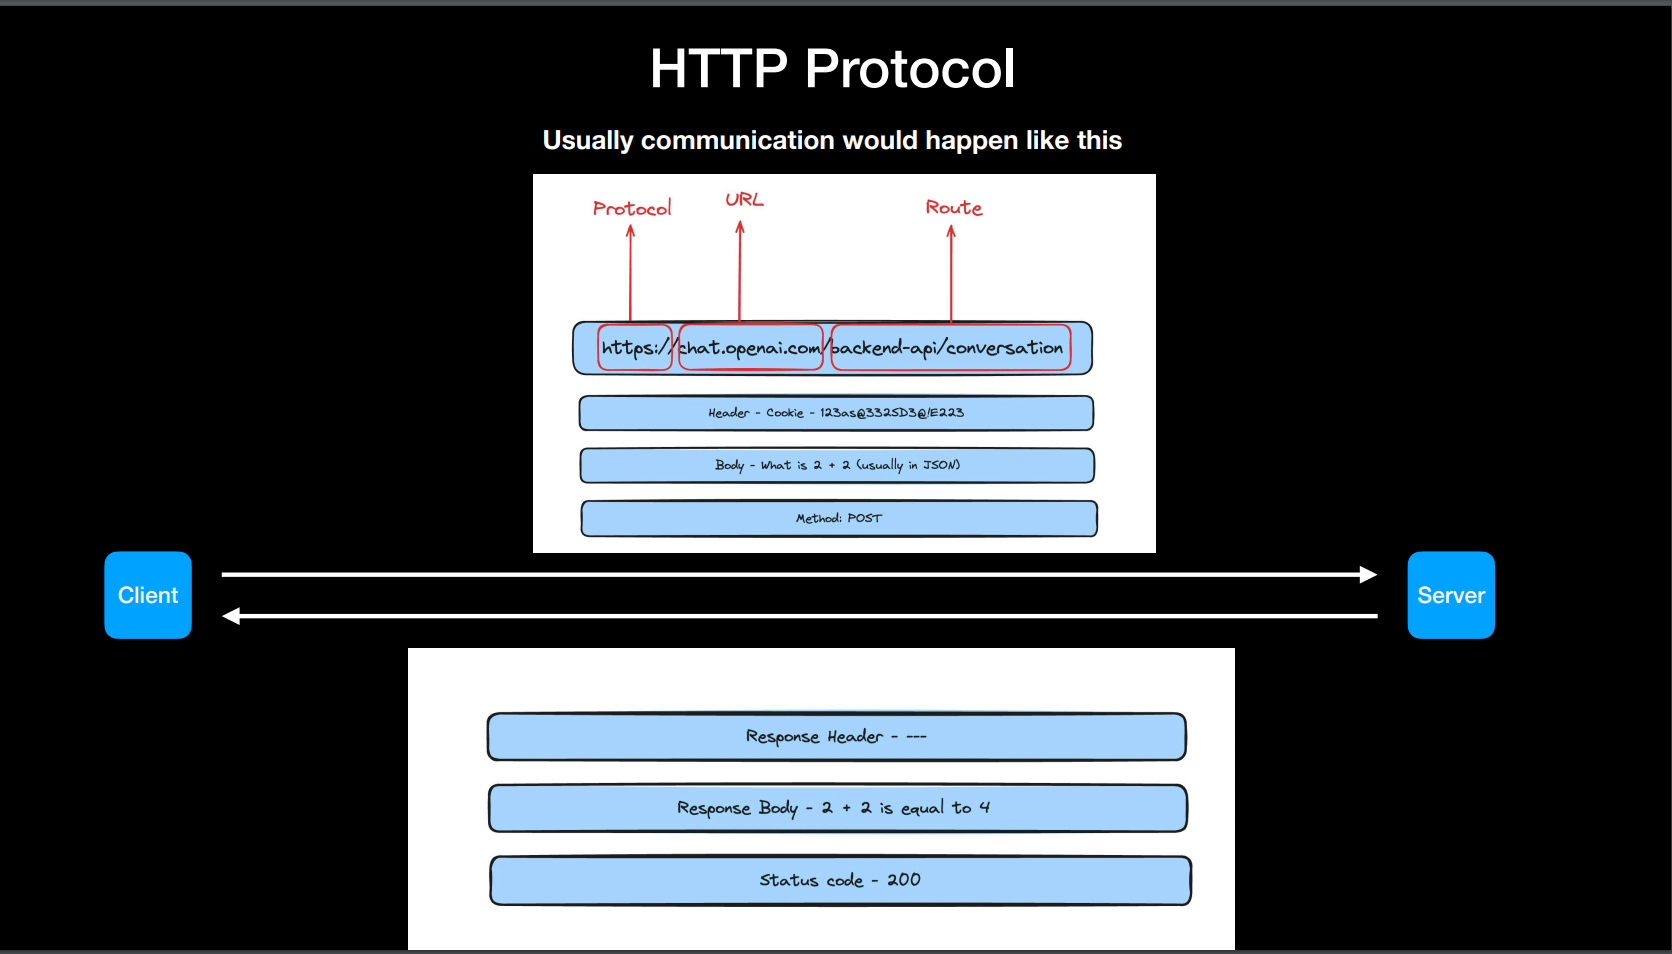 HTTP Protocol
Usually communication would happen like this
Protocol
URL
Route
https://chat.openai.com/backend-api/conversation
Header - Cookie - 123as@3325D3@!E223
Body - What is 2 + 2 (usually in JSON)
Method: POST
Client
Server
Response Header - ---
Response Body - 2 + 2 is equal to 4
Status code - 200